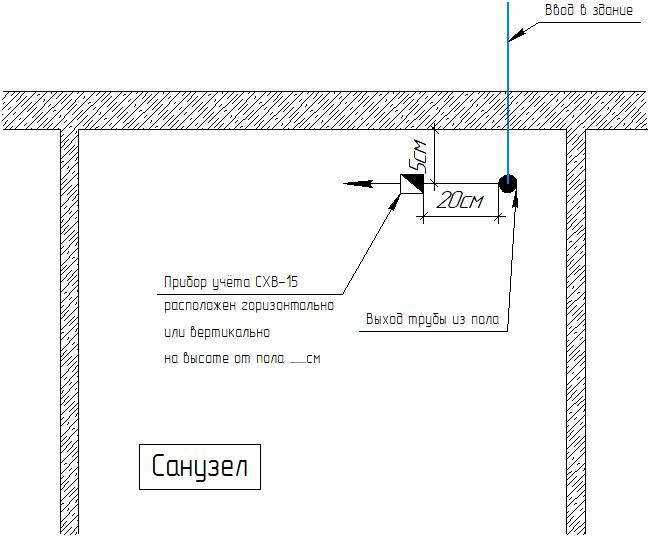 Ввод в здание
5см
20см
Прибор учёта СХВ-15
расположен горизонтально
или вертикально
на высоте от пола ___см
Выход трубы из пола
Санузел